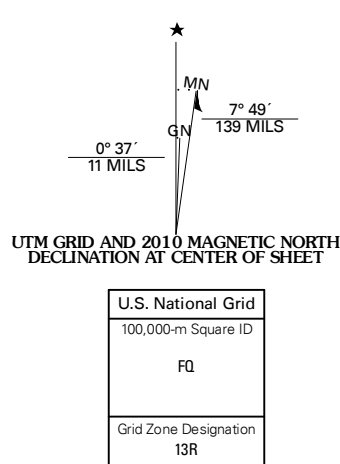 MN
7° 49´
139 MILS
GN
0° 37´
11 MILS
UTM GRID AND 2010 MAGNETIC NORTH
DECLINATION AT CENTER OF SHEET
U.S. National Grid
100,000-m Square ID
FQ
Grid Zone Designation
13R